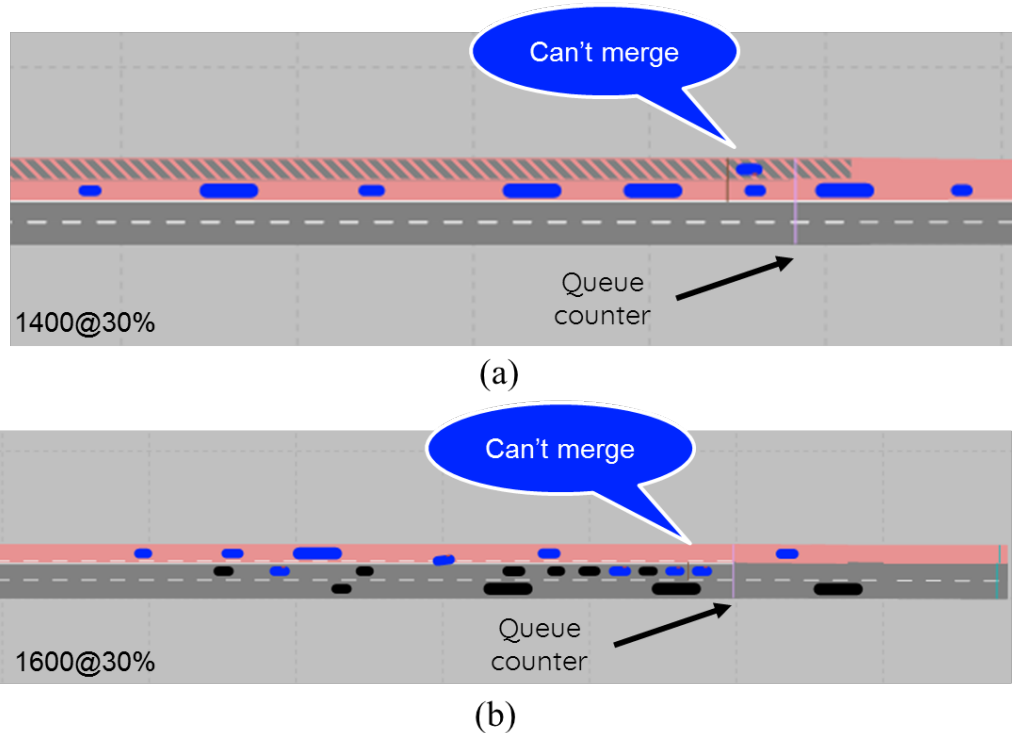 Can't merge
Queue
counter
1400@30%
(a)
Can't merge
Queue
counter
1600@30%
(b)